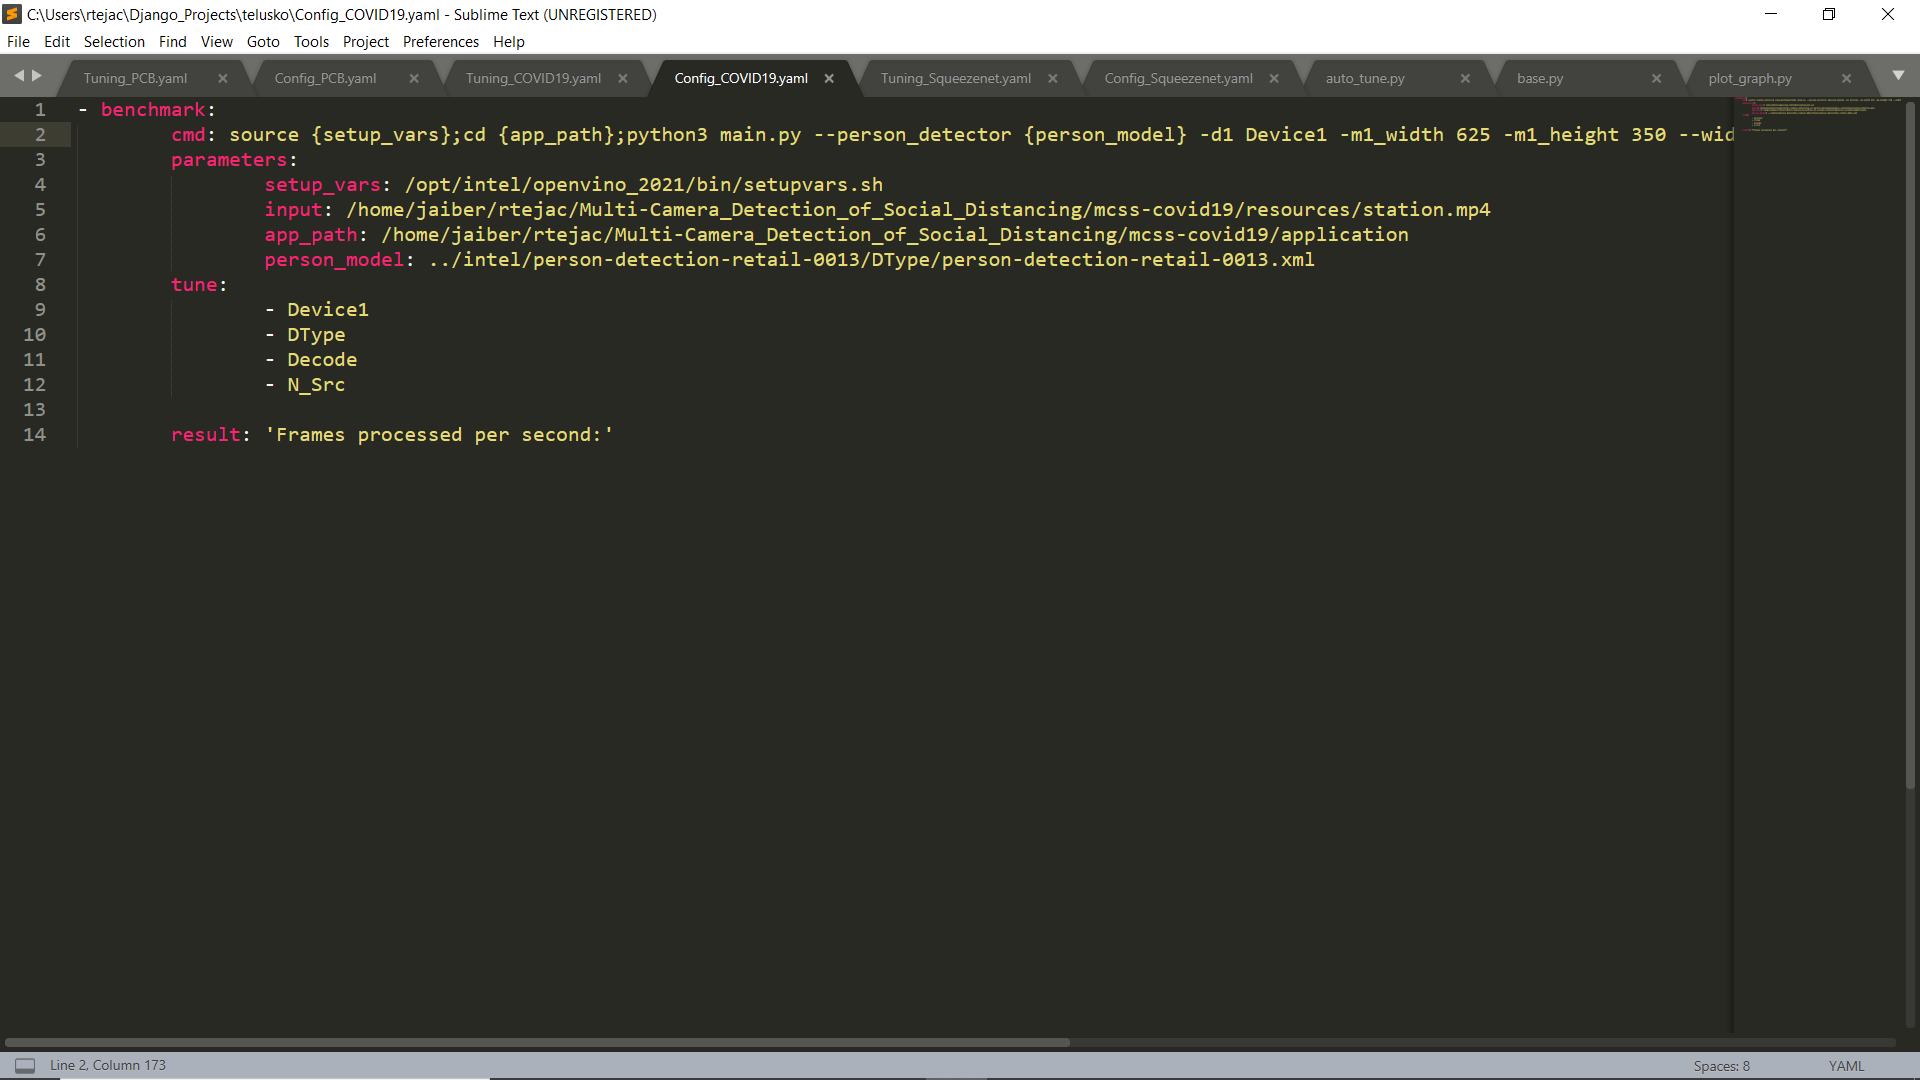 C:\Users\rtejac\Django_Projects\telusko\Config_COVID19.yaml - Sublime Text (UNREGISTERED)
File Edit Selection Find View Goto Tools Project Preferences Help
Tuning_PCB.yaml Config_PCB.yaml Tuning_COVID19.yaml Config_COVID19.yaml Tuning_Squeezenet.yaml Config_Squeezenet.yaml auto_tune.py base.py plot_graph.py
1 - benchmark:
2 cmd: source {setup_vars};cd {app_path};python3 main.py --person_detector {person_model} -d1 Device1 -m1_width 625 -m1_height 350 --wid
3 parameters:
4 setup_vars: /opt/intel/openvino_2021/bin/setupvars.sh
5 input: /home/jaiber/rtejac/Multi-Camera_Detection_of_Social_Distancing/mcss-covid19/resources/station.mp4
6 app_path: /home/jaiber/rtejac/Multi-Camera_Detection_of_Social_Distancing/mcss-covid19/application
7 person_model: ../intel/person-detection-retail-0013/DType/person-detection-retail-0013.xml
8 tune:
9 - Device1
10 - DType
11 - Decode
12 - N_Src
13
14 result: 'Frames processed per second:'
Line 2, Column 173 Spaces: 8 YAML